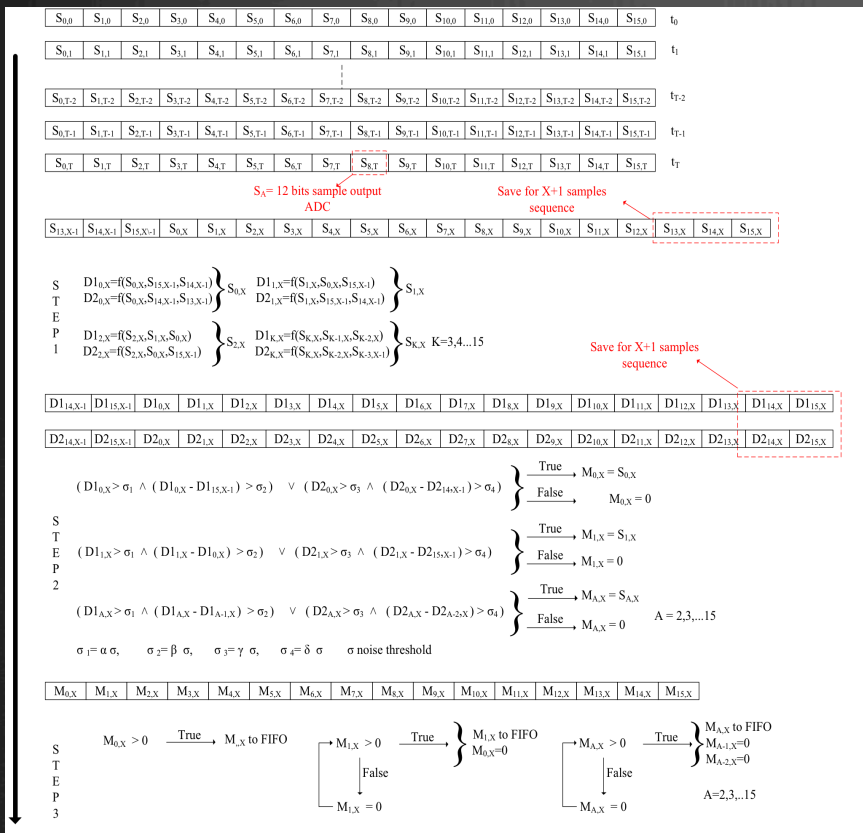 S0,0 S1,0 S2,0 S3,0 S4,0 S5,0 S6,0 S7,0 S8,0 S9,0 S10,0 S11,0 S12,0 S13,0 S14,0 S15,0 t0
S0,1 S1,1 S2,1 S3,1 S4,1 S5,1 S6,1 S7,1 S8,1 S9,1 S10,1 S11,1 S12,1 S13,1 S14,1 S15,1 t1
S0,T-2 S1,T-2 S2,T-2 S3,T-2 S4,T-2 S5,T-2 S6,T-2 S7,T-2 S8,T-2 S9,T-2 S10,T-2 S11,T-2 S12,T-2 S13,T-2 S14,T-2 S15,T-2 tT-2
S0,T-1 S1,T-1 S2,T-1 S3,T-1 S4,T-1 S5,T-1 S6,T-1 S7,T-1 S8,T-1 S9,T-1 S10,T-1 S11,T-1 S12,T-1 S13,T-1 S14,T-1 S15,T-1 tT-1
S0,T S1,T S2,T S3,T S4,T S5,T S6,T S7,T S8,T S9,T S10,T S11,T S12,T S13,T S14,T S15,T tT
SA= 12 bits sample output
ADC
Save for X+1 samples
sequence
S13,X-1 S14,X-1 S15,X\-1 S0,X S1,X S2,X S3,X S4,X S5,X S6,X S7,X S8,X S9,X S10,X S11,X S12,X S13,X S14,X S15,X
STEP1
D10,X=f(S0,X,S15,X-1,S14,X-1)
D20,X=f(S0,X,S14,X-1,S13,X-1)
} S0,X
D11,X=f(S1,X,S0,X,S15,X-1)
D21,X=f(S1,X,S15,X-1,S14,X-1)
} S1,X
D12,X=f(S2,X,S1,X,S0,X)
D22,X=f(S2,X,S0,X,S15,X-1)
} S2,X
D1K,X=f(SK,X,SK-1,X,SK-2,X)
D2K,X=f(SK,X,SK-2,X,SK-3,X-1)
} SK,X K=3,4...15
Save for X+1 samples
sequence
D114,X-1 D115,X-1 D10,X D11,X D12,X D13,X D14,X D15,X D16,X D17,X D18,X D19,X D110,X D111,X D112,X D113,X D114,X D115,X
D214,X-1 D215,X-1 D20,X D21,X D22,X D23,X D24,X D25,X D26,X D27,X D28,X D29,X D210,X D211,X D212,X D213,X D214,X D215,X
STEP2
( D10,X > σ1 ∧ ( D10,X - D115,X-1 ) > σ2 ) ∨ ( D20,X > σ3 ∧ ( D20,X - D214,X-1 ) > σ4 )
True M0,X = S0,X
False M0,X = 0
( D11,X > σ1 ∧ ( D11,X - D10,X ) > σ2 ) ∨ ( D21,X > σ3 ∧ ( D21,X - D215,X-1 ) > σ4 )
True M1,X = S1,X
False M1,X = 0
( D1A,X > σ1 ∧ ( D1A,X - D1A-1,X ) > σ2 ) ∨ ( D2A,X > σ3 ∧ ( D2A,X - D2A-2,X ) > σ4 )
True MA,X = SA,X
False MA,X = 0
A = 2,3,...15
σ 1= α σ, σ 2= β σ, σ 3= γ σ, σ 4= δ σ σ noise threshold
M0,X M1,X M2,X M3,X M4,X M5,X M6,X M7,X M8,X M9,X M10,X M11,X M12,X M13,X M14,X M15,X
STEP3
M0,X > 0 True M,,X to FIFO
M1,X > 0 True M1,X to FIFO
M0,X=0
False
M1,X = 0
MA,X > 0 True MA,X to FIFO
MA-1,X=0
MA-2,X=0
False
MA,X = 0
A=2,3,..15